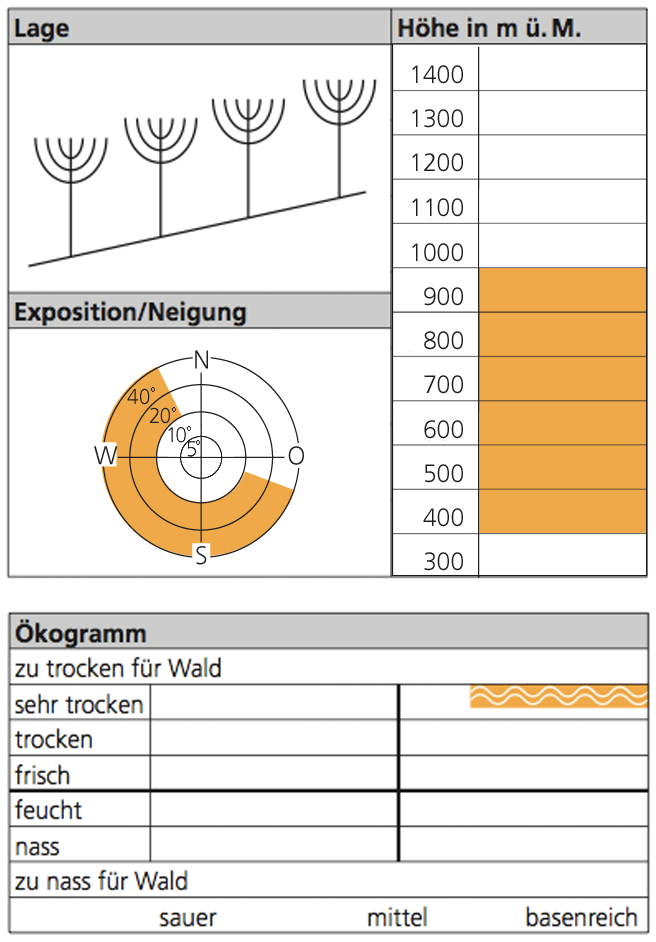 Lage
Höhe in m ü. M.
1400
1300
1200
1100
1000
900
800
700
600
500
400
300
Exposition/Neigung
N
40°
20°
10°
5°
W
O
S
Ökogramm
zu trocken für Wald
sehr trocken
trocken
frisch
feucht
nass
zu nass für Wald
sauer mittel basenreich